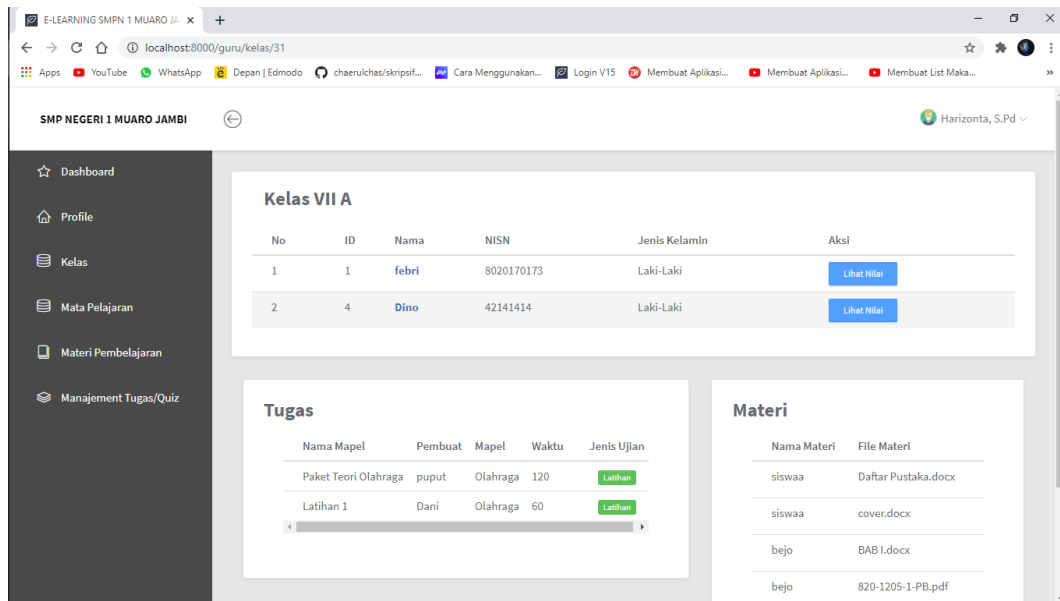 E-LEARNING SMPN 1 MUARO JA
localhost:8000/guru/kelas/31
Apps YouTube WhatsApp Depan | Edmodo chaerulchas/skripsif... Cara Menggunakan... Login V15 Membuat Aplikasi... Membuat Aplikasi... Membuat List Maka...
SMP NEGERI 1 MUARO JAMBI Harizonta, S.Pd
Dashboard
Profile
Kelas
Mata Pelajaran
Materi Pembelajaran
Manajement Tugas/Quiz
Kelas VII A
No ID Nama NISN Jenis Kelamin Aksi
1 1 febri 8020170173 Laki-Laki Lihat Nilai
2 4 Dino 42141414 Laki-Laki Lihat Nilai
Tugas
Nama Mapel Pembuat Mapel Waktu Jenis Ujian
Paket Teori Olahraga puput Olahraga 120 Latihan
Latihan 1 Dani Olahraga 60 Latihan
Materi
Nama Materi File Materi
siswaa Daftar Pustaka.docx
siswaa cover.docx
bejo BAB I.docx
bejo 820-1205-1-PB.pdf